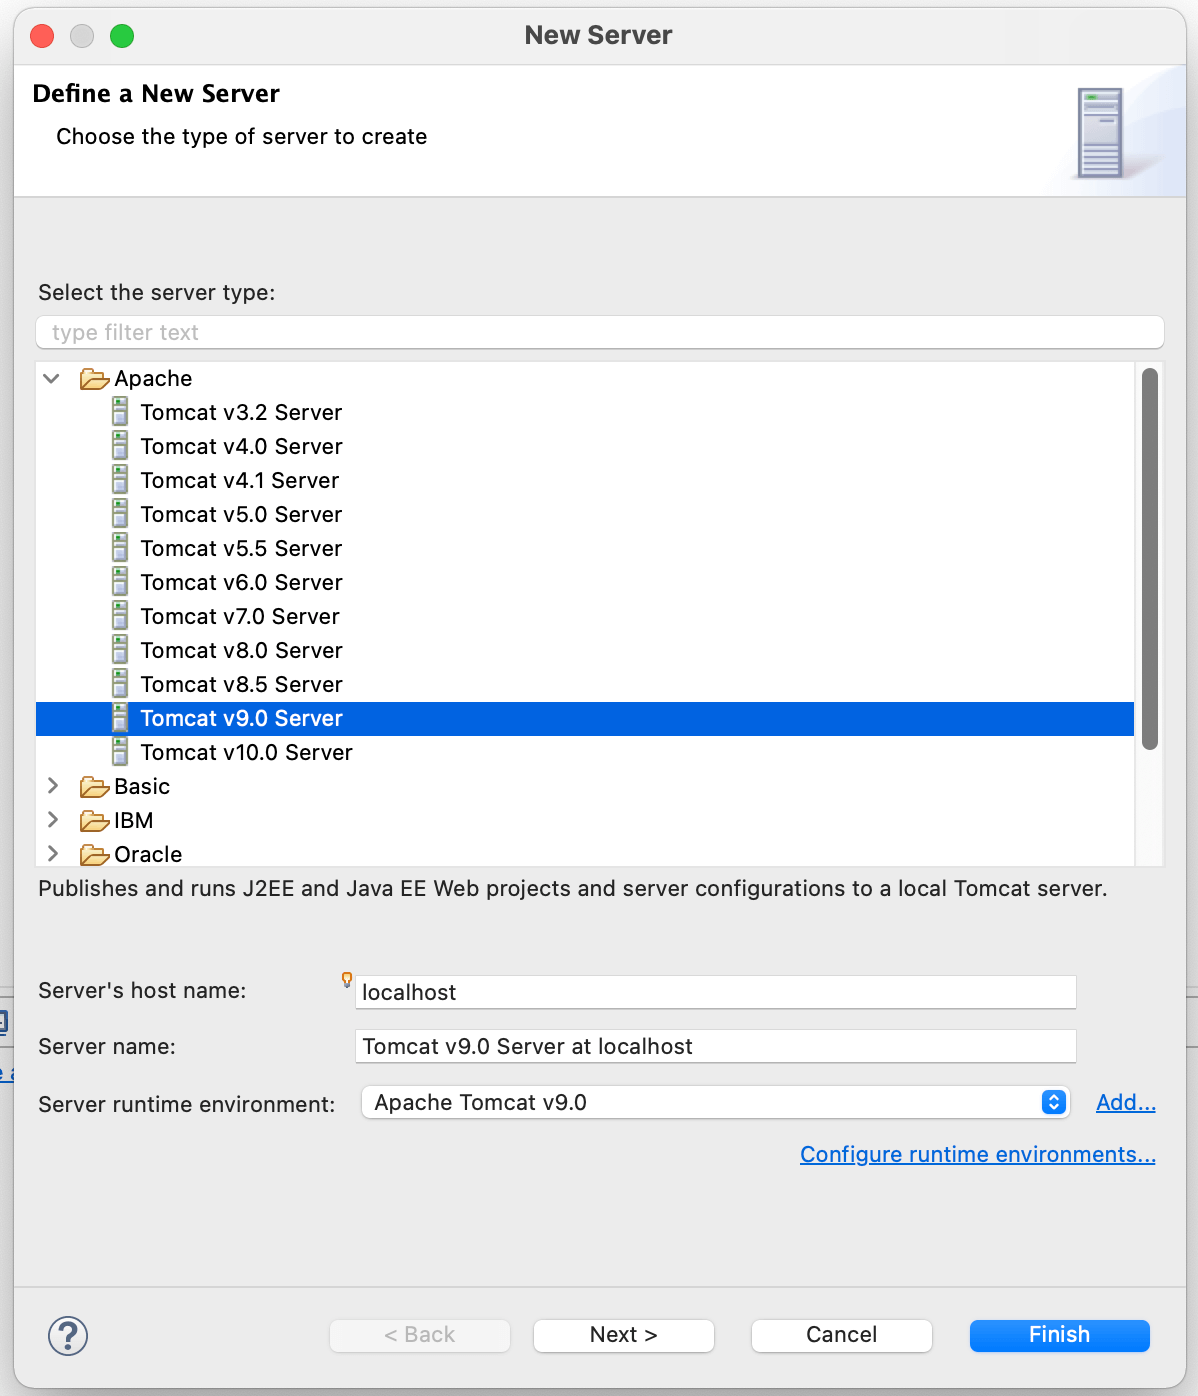 New Server
Define a New Server
Choose the type of server to create
Select the server type:
type filter text
Apache
Tomcat v3.2 Server
Tomcat v4.0 Server
Tomcat v4.1 Server
Tomcat v5.0 Server
Tomcat v5.5 Server
Tomcat v6.0 Server
Tomcat v7.0 Server
Tomcat v8.0 Server
Tomcat v8.5 Server
Tomcat v9.0 Server
Tomcat v10.0 Server
Basic
IBM
Oracle
Publishes and runs J2EE and Java EE Web projects and server configurations to a local Tomcat server.
Server's host name: localhost
Server name: Tomcat v9.0 Server at localhost
Server runtime environment: Apache Tomcat v9.0 Add...
Configure runtime environments...
? < Back Next > Cancel Finish